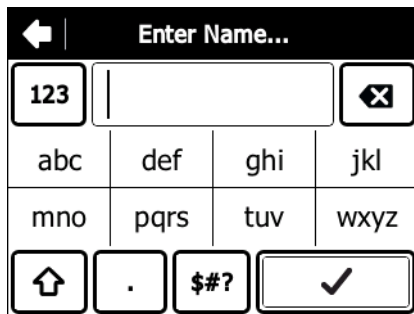 Enter Name...
123
abc def ghi jkl
mno pqrs tuv wxyz
. $#?